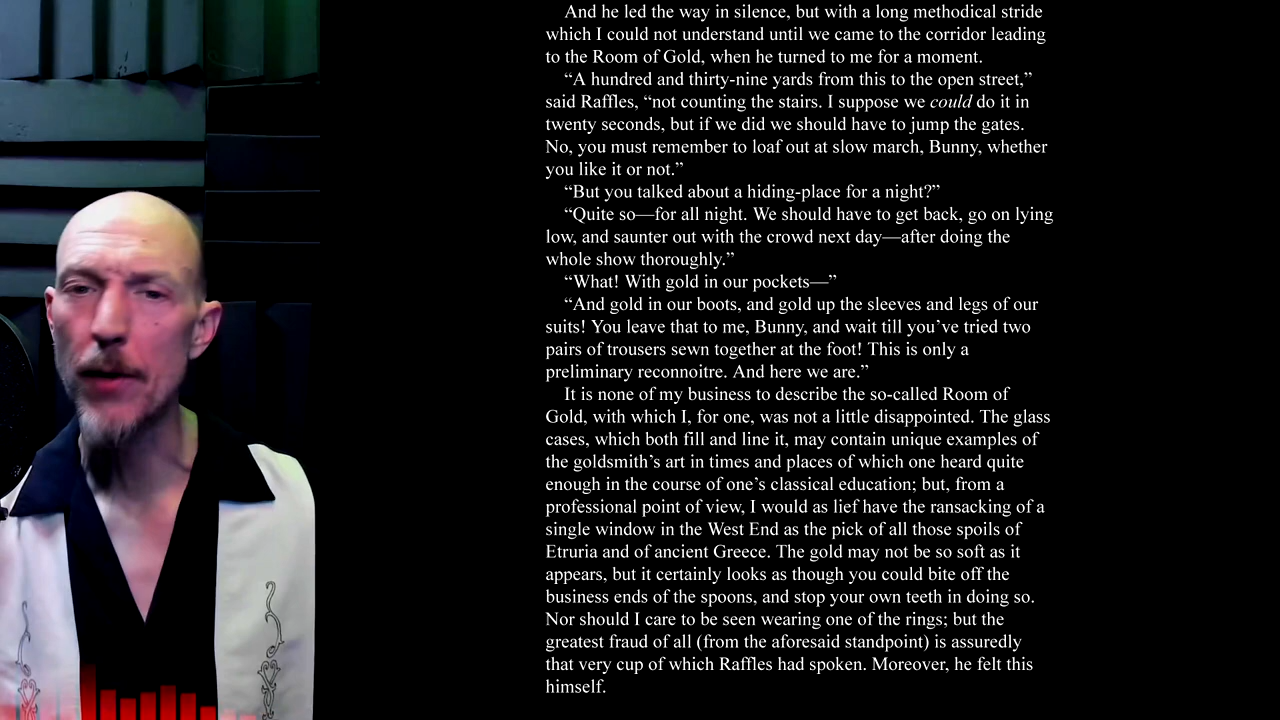 And he led the way in silence, but with a long methodical stride
which I could not understand until we came to the corridor leading
to the Room of Gold, when he turned to me for a moment.
“A hundred and thirty-nine yards from this to the open street,”
said Raffles, “not counting the stairs. I suppose we could do it in
twenty seconds, but if we did we should have to jump the gates.
No, you must remember to loaf out at slow march, Bunny, whether
you like it or not.”
“But you talked about a hiding-place for a night?”
“Quite so—for all night. We should have to get back, go on lying
low, and saunter out with the crowd next day—after doing the
whole show thoroughly.”
“What! With gold in our pockets—”
“And gold in our boots, and gold up the sleeves and legs of our
suits! You leave that to me, Bunny, and wait till you’ve tried two
pairs of trousers sewn together at the foot! This is only a
preliminary reconnoitre. And here we are.”
It is none of my business to describe the so-called Room of
Gold, with which I, for one, was not a little disappointed. The glass
cases, which both fill and line it, may contain unique examples of
the goldsmith’s art in times and places of which one heard quite
enough in the course of one’s classical education; but, from a
professional point of view, I would as lief have the ransacking of a
single window in the West End as the pick of all those spoils of
Etruria and of ancient Greece. The gold may not be so soft as it
appears, but it certainly looks as though you could bite off the
business ends of the spoons, and stop your own teeth in doing so.
Nor should I care to be seen wearing one of the rings; but the
greatest fraud of all (from the aforesaid standpoint) is assuredly
that very cup of which Raffles had spoken. Moreover, he felt this
himself.